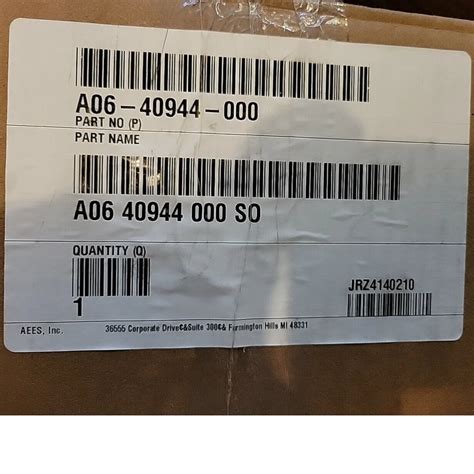 A06-40944-000
PART NO (P)
PART NAME
A06 40944 000 SO
QUANTITY (Q)
1
JRZ4140210
AEES, Inc. 36555 Corporate Drive¢&Suite 300¢& Farmington Hills MI 48331